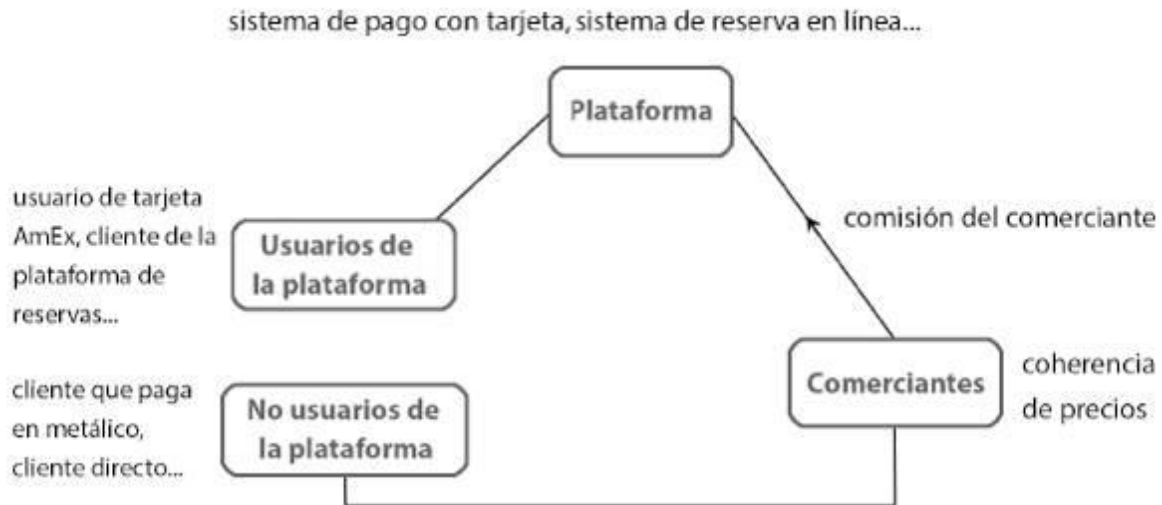 sistema de pago con tarjeta, sistema de reserva en línea...
Plataforma
usuario de tarjeta
AmEx, cliente de la
plataforma de
reservas...
Usuarios de
la plataforma
comisión del comerciante
Comerciantes
coherencia
de precios
cliente que paga
en metálico,
cliente directo...
No usuarios de
la plataforma